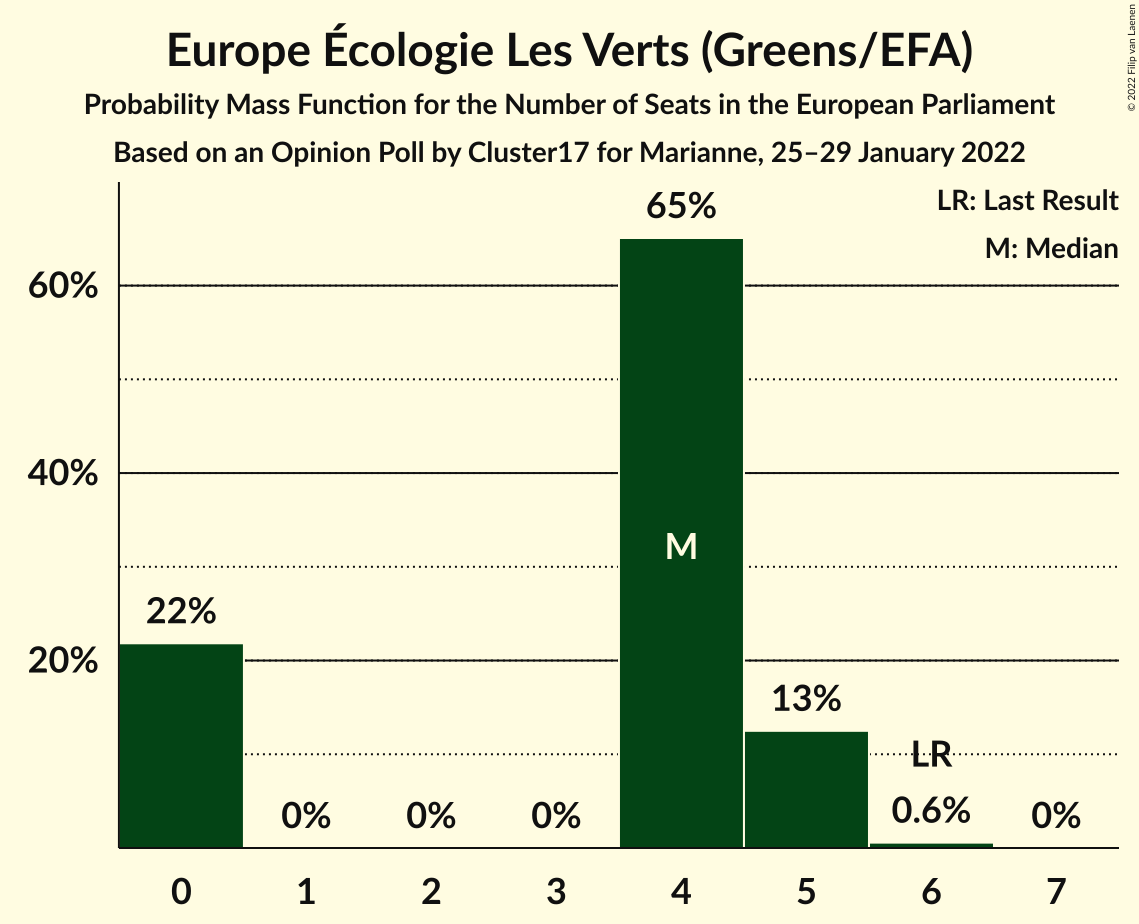 Europe Écologie Les Verts (Greens/EFA)
Probability Mass Function for the Number of Seats in the European Parliament
Based on an Opinion Poll by Cluster17 for Marianne, 25–29 January 2022
© 2022 Filip van Laenen
LR: Last Result
M: Median
65%
60%
40%
M
22%
20%
13%
LR
0% 0% 0% 0.6% 0%
0 1 2 3 4 5 6 7